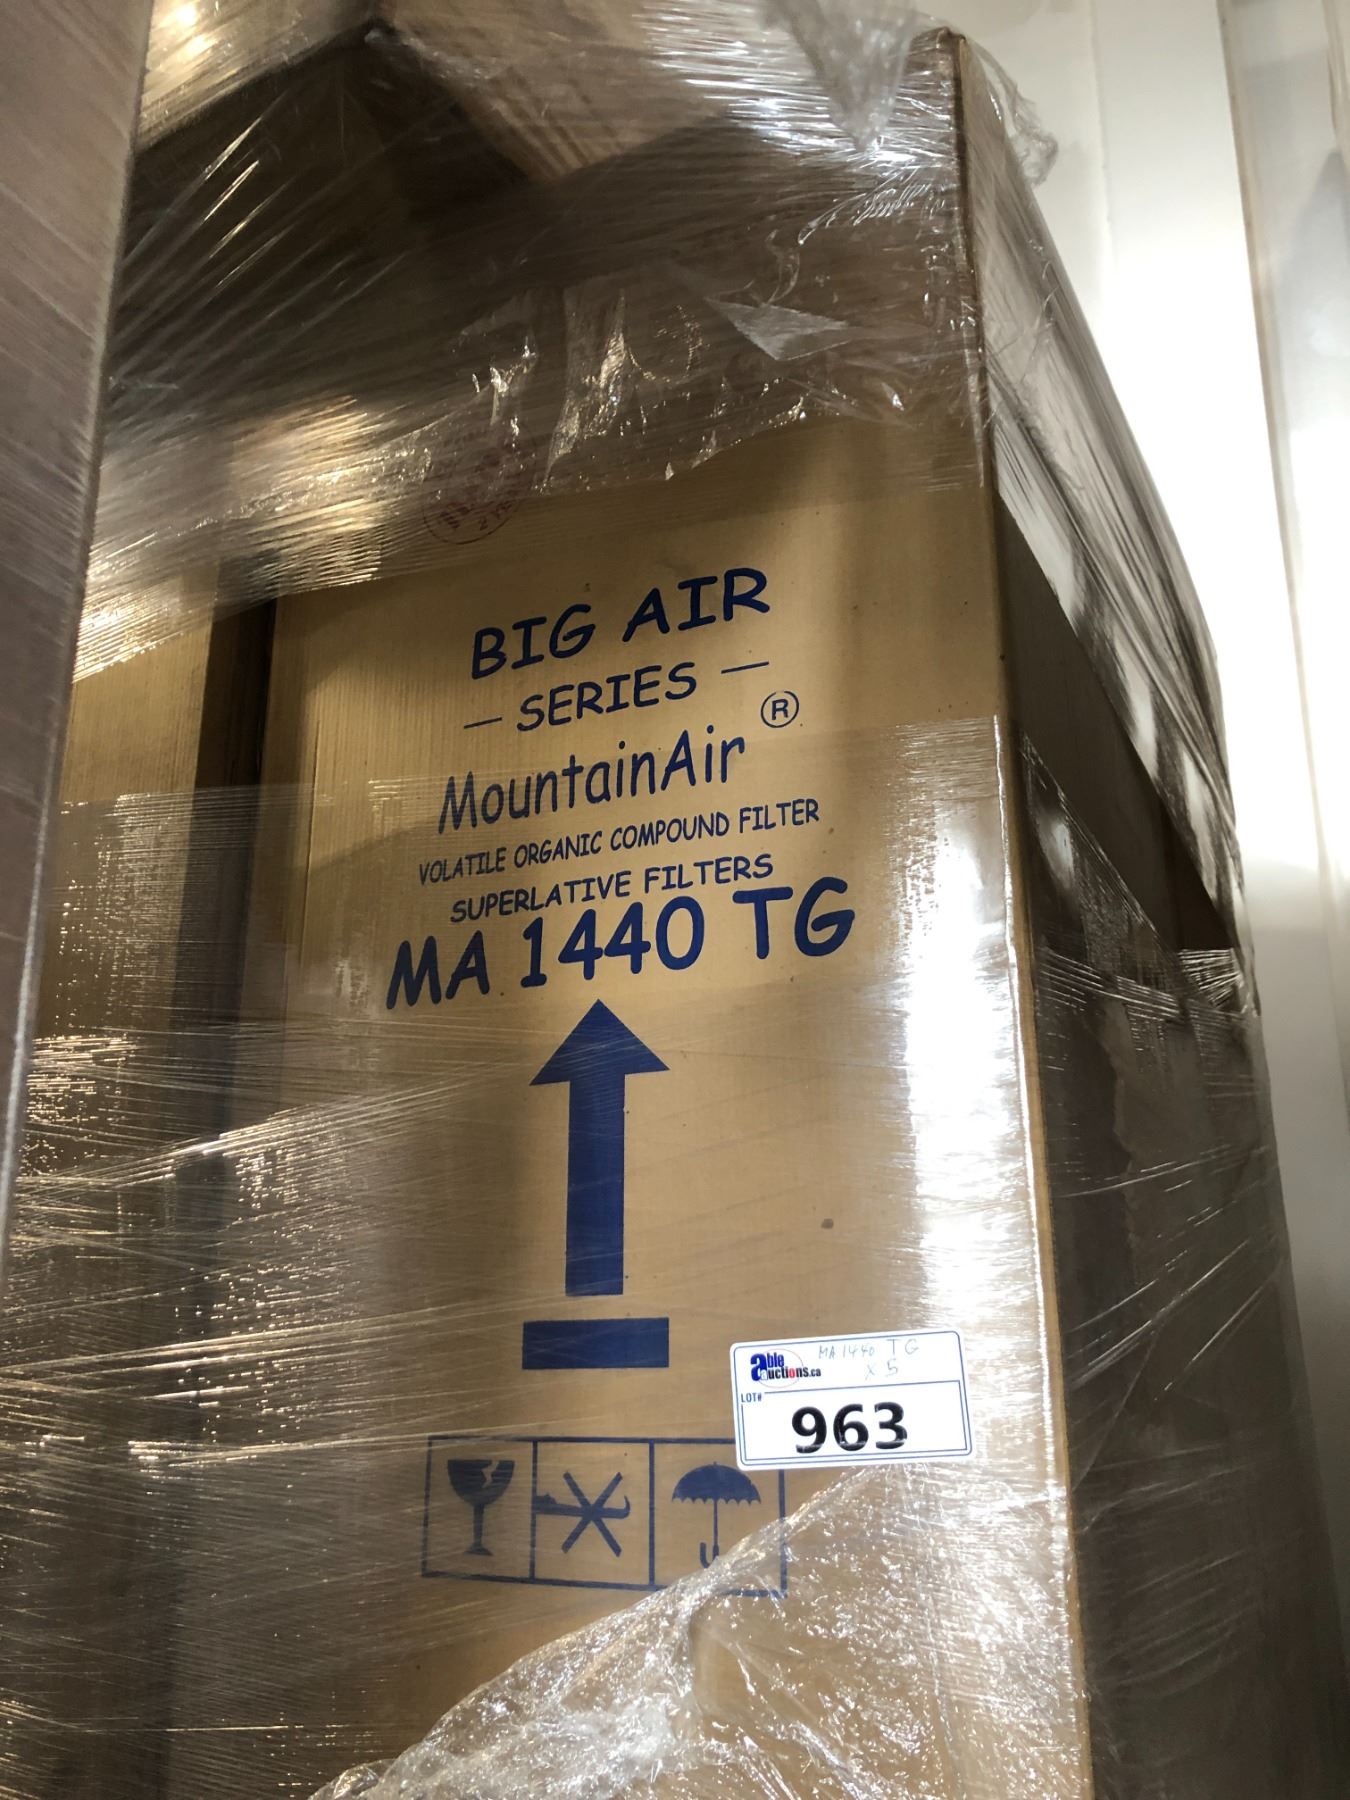 BIG AIR
— SERIES —
MountainAir ®
VOLATILE ORGANIC COMPOUND FILTER
SUPERLATIVE FILTERS
MA 1440 TG
able auctions.ca
MA 1440 TG
x 5
LOT#
963